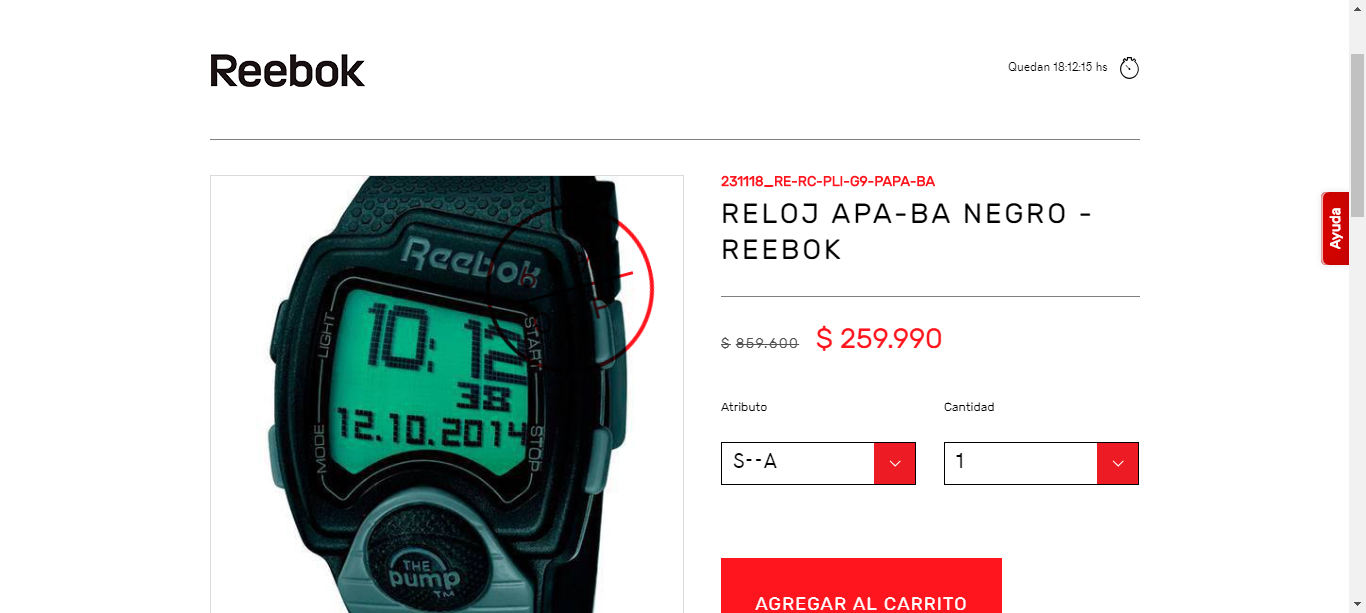 Reebok
Quedan 18:12:15 hs
231118_RE-RC-PLI-G9-PAPA-BA
RELOJ APA-BA NEGRO -
REEBOK
$ 859.600 $ 259.990
Atributo Cantidad
S--A 1
AGREGAR AL CARRITO
Ayuda
Reebok
LIGHT
START
10:12
38
12.10.2014
MODE
STOP
THE
pump
TM